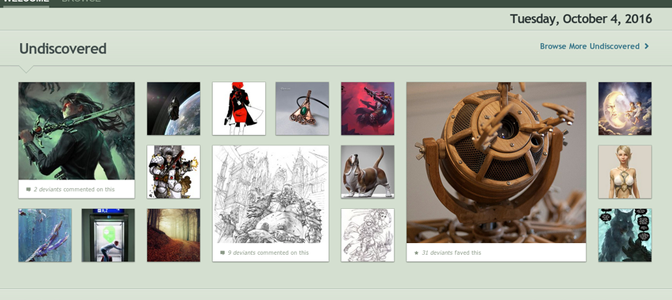 WELCOME BROWSE
Tuesday, October 4, 2016
Undiscovered
Browse More Undiscovered
2 deviants commented on this
9 deviants commented on this
31 deviants faved this